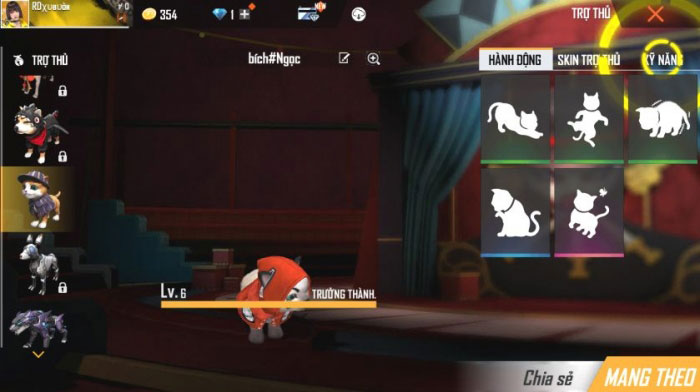 RDχuauân
354
1
TRỢ THỦ
TRỢ THỦ
bích#Ngọc
HÀNH ĐỘNG
SKIN TRỢ THỦ
KỸ NĂNG
Lv. 6
TRƯỞNG THÀNH.
Chia sẻ
MANG THEO